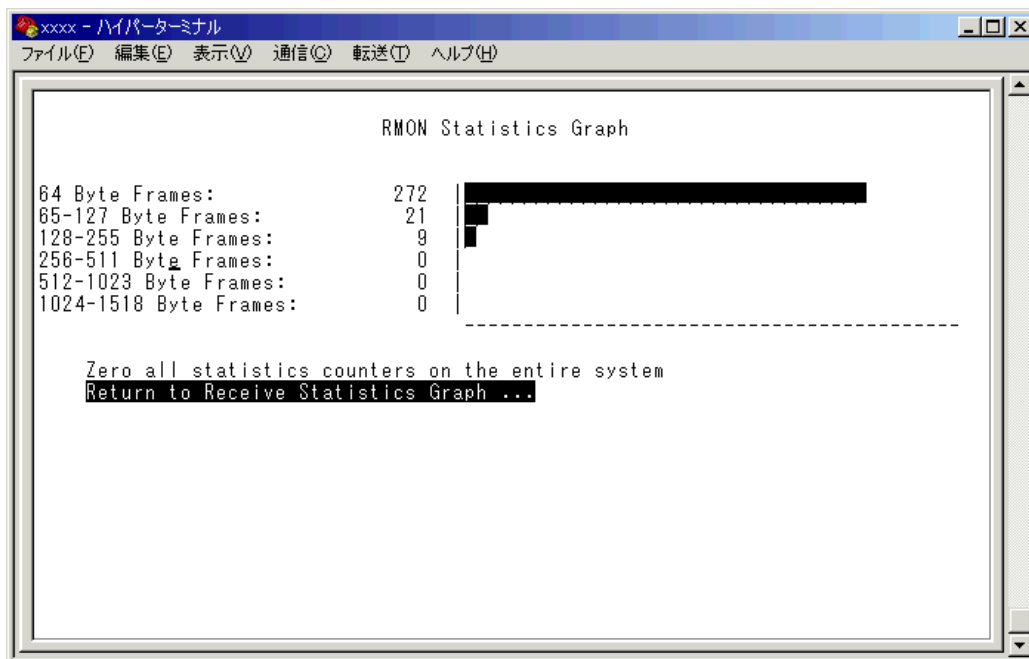 xxxx - ハイパーターミナル
ファイル(F) 編集(E) 表示(V) 通信(C) 転送(T) ヘルプ(H)
RMON Statistics Graph
64 Byte Frames: 272
65-127 Byte Frames: 21
128-255 Byte Frames: 9
256-511 Byte Frames: 0
512-1023 Byte Frames: 0
1024-1518 Byte Frames: 0
Zero all statistics counters on the entire system
Return to Receive Statistics Graph ...